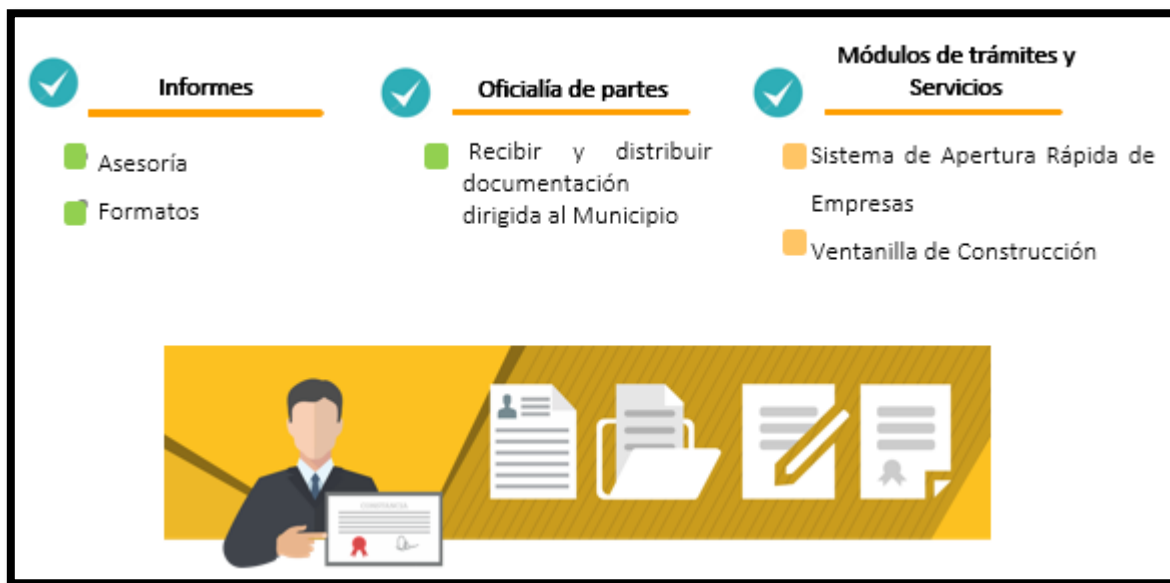 Informes
Asesoría
Formatos
Oficialía de partes
Recibir y distribuir
documentación
dirigida al Municipio
Módulos de trámites y
Servicios
Sistema de Apertura Rápida de
Empresas
Ventanilla de Construcción
CONSTANCIA